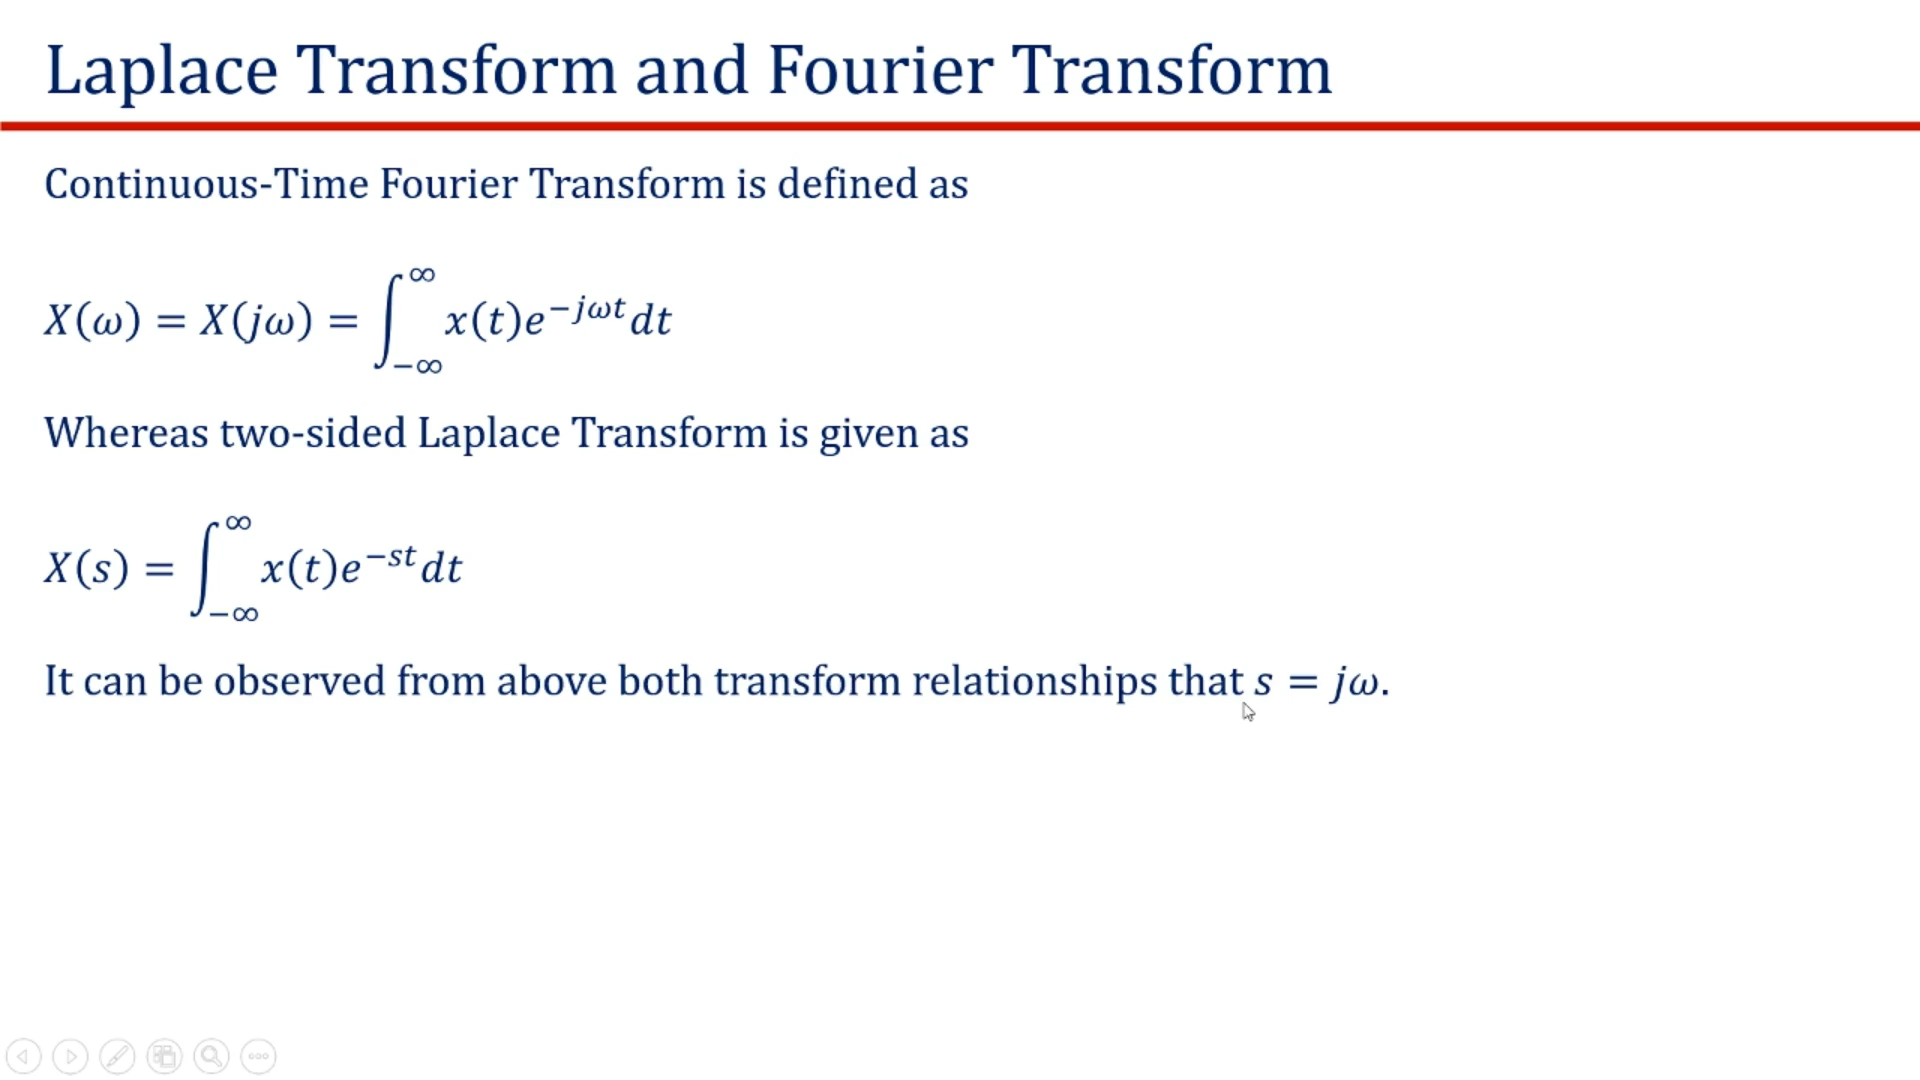 Laplace Transform and Fourier Transform
Continuous-Time Fourier Transform is defined as
X(ω) = X(jω) = ∫_{−∞}^{∞} x(t)e^{−jωt} dt
Whereas two-sided Laplace Transform is given as
X(s) = ∫_{−∞}^{∞} x(t)e^{−st} dt
It can be observed from above both transform relationships that s = jω.